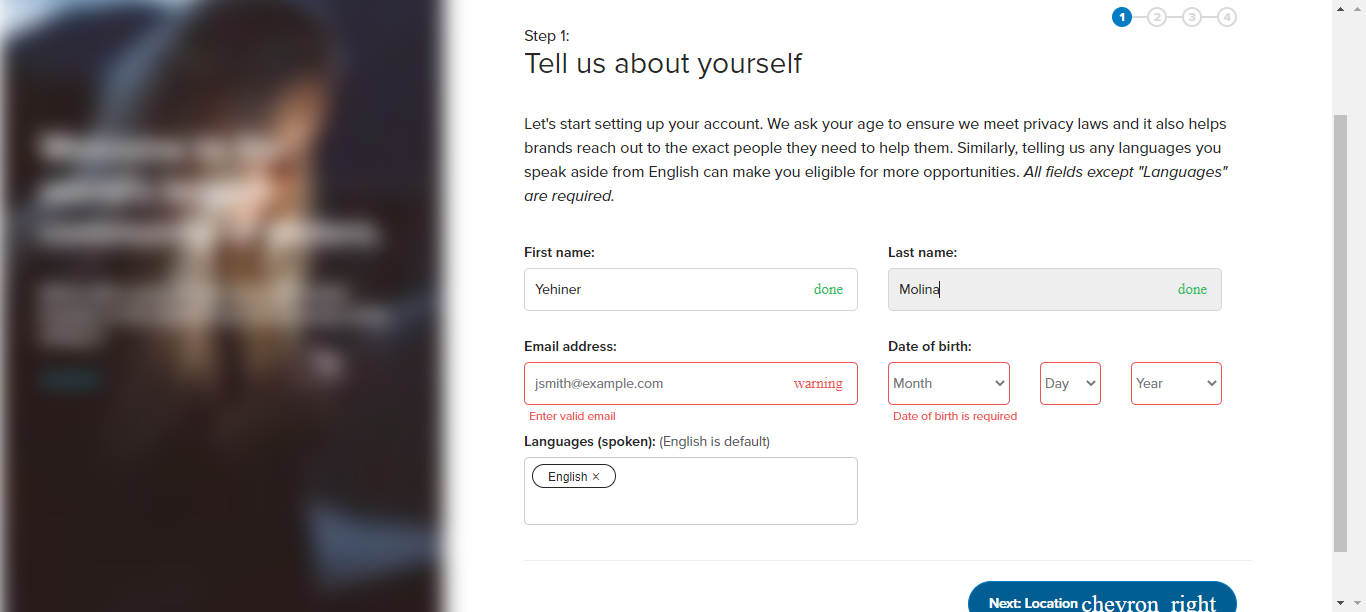 1 2 3 4
Step 1:
Tell us about yourself
Let's start setting up your account. We ask your age to ensure we meet privacy laws and it also helps
brands reach out to the exact people they need to help them. Similarly, telling us any languages you
speak aside from English can make you eligible for more opportunities. All fields except "Languages"
are required.
First name: Last name:
Yehiner done Molina done
Email address: Date of birth:
jsmith@example.com warning Month Day Year
Enter valid email Date of birth is required
Languages (spoken): (English is default)
English ×
Next: Location chevron_right